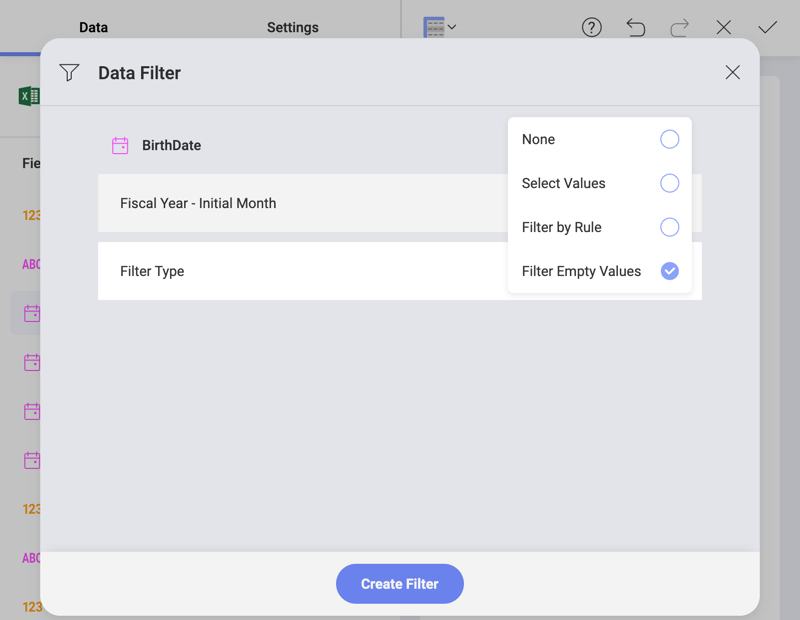 Data
Settings
Data Filter
Fie
BirthDate
Fiscal Year - Initial Month
Filter Type
None
Select Values
Filter by Rule
Filter Empty Values
123
ABC
123
ABC
123
Create Filter